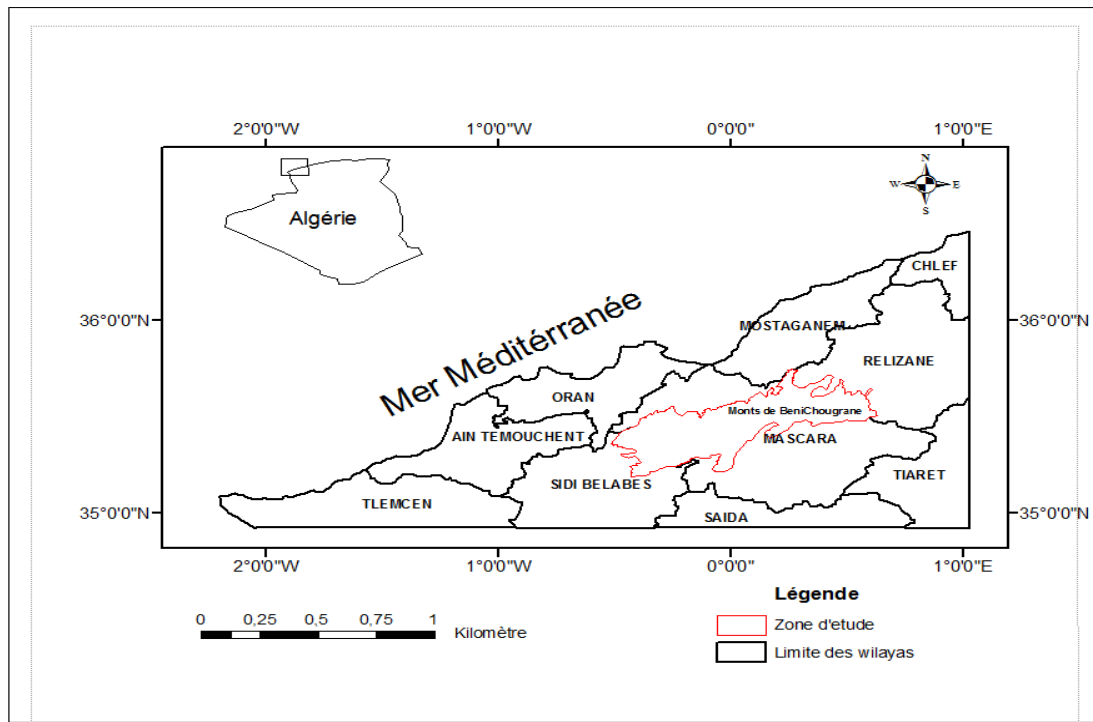 2°0'0"W 1°0'0"W 0°0'0" 1°0'0"E
N
W E
S
Algérie
CHLEF
36°0'0"N 36°0'0"N
MOSTAGANEM
Mer Méditérranée
RELIZANE
ORAN
Monts de BeniChougrane
AIN TEMOUCHENT
MASCARA
TIARET
SIDI BELABES
TLEMCEN
SAIDA
35°0'0"N 35°0'0"N
2°0'0"W 1°0'0"W 0°0'0" 1°0'0"E
Légende
0 0,25 0,5 0,75 1
Kilomètre
Zone d'etude
Limite des wilayas